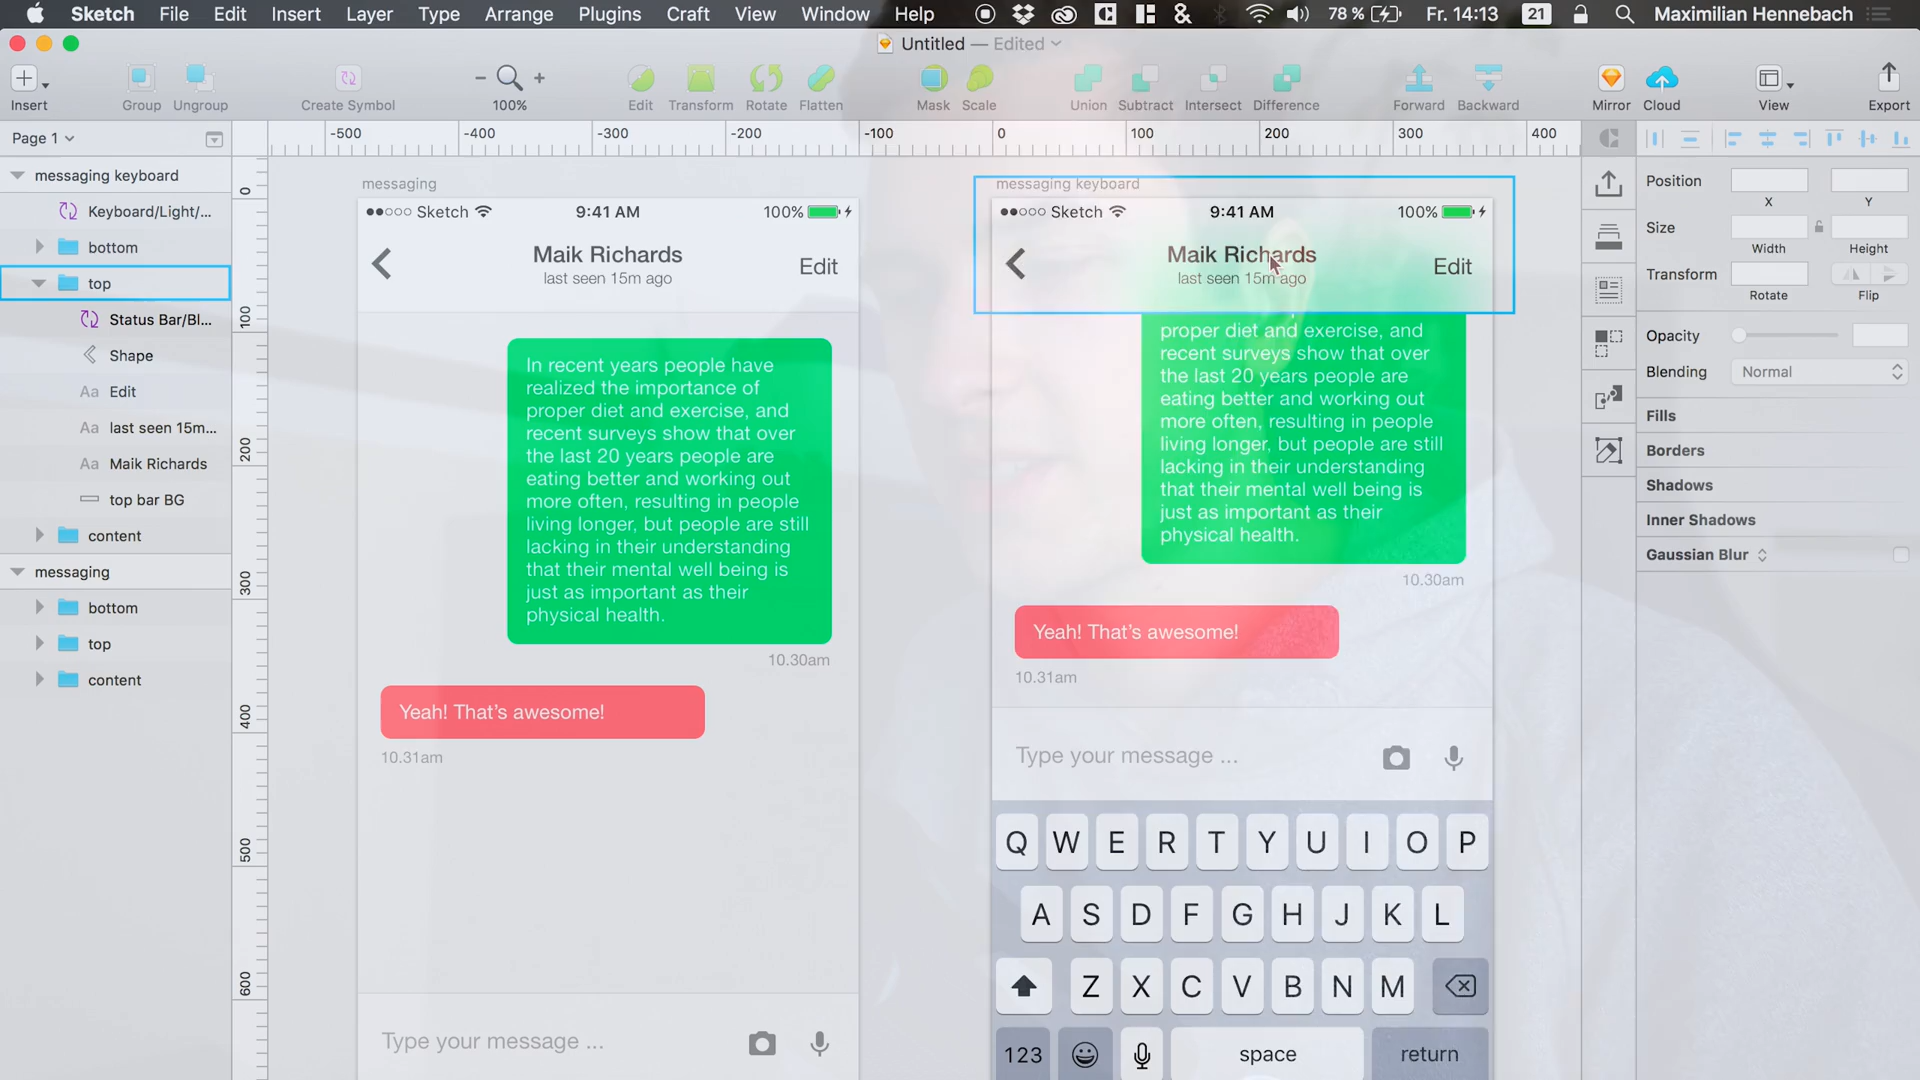 Sketch File Edit Insert Layer Type Arrange Plugins Craft View Window Help 78 % Fr. 14:13 21 Maximilian Hennebach
Untitled — Edited
Insert Group Ungroup Create Symbol 100% Edit Transform Rotate Flatten Mask Scale Union Subtract Intersect Difference Forward Backward Mirror Cloud View Export
Page 1
-500 -400 -300 -200 -100 0 100 200 300 400
messaging keyboard
Keyboard/Light/...
bottom
top
Status Bar/Bl...
Shape
Edit
last seen 15m...
Maik Richards
top bar BG
content
messaging
bottom
top
content
0
100
200
300
400
500
600
messaging
Sketch 9:41 AM 100%
Maik Richards
last seen 15m ago
Edit
In recent years people have
realized the importance of
proper diet and exercise, and
recent surveys show that over
the last 20 years people are
eating better and working out
more often, resulting in people
living longer, but people are still
lacking in their understanding
that their mental well being is
just as important as their
physical health.
10.30am
Yeah! That's awesome!
10.31am
Type your message ...
messaging keyboard
Sketch 9:41 AM 100%
Maik Richards
last seen 15m ago
Edit
proper diet and exercise, and
recent surveys show that over
the last 20 years people are
eating better and working out
more often, resulting in people
living longer, but people are still
lacking in their understanding
that their mental well being is
just as important as their
physical health.
10.30am
Yeah! That's awesome!
10.31am
Type your message ...
Q W E R T Y U I O P
A S D F G H J K L
Z X C V B N M
123 space return
Position
X Y
Size
Width Height
Transform
Rotate Flip
Opacity
Blending Normal
Fills
Borders
Shadows
Inner Shadows
Gaussian Blur